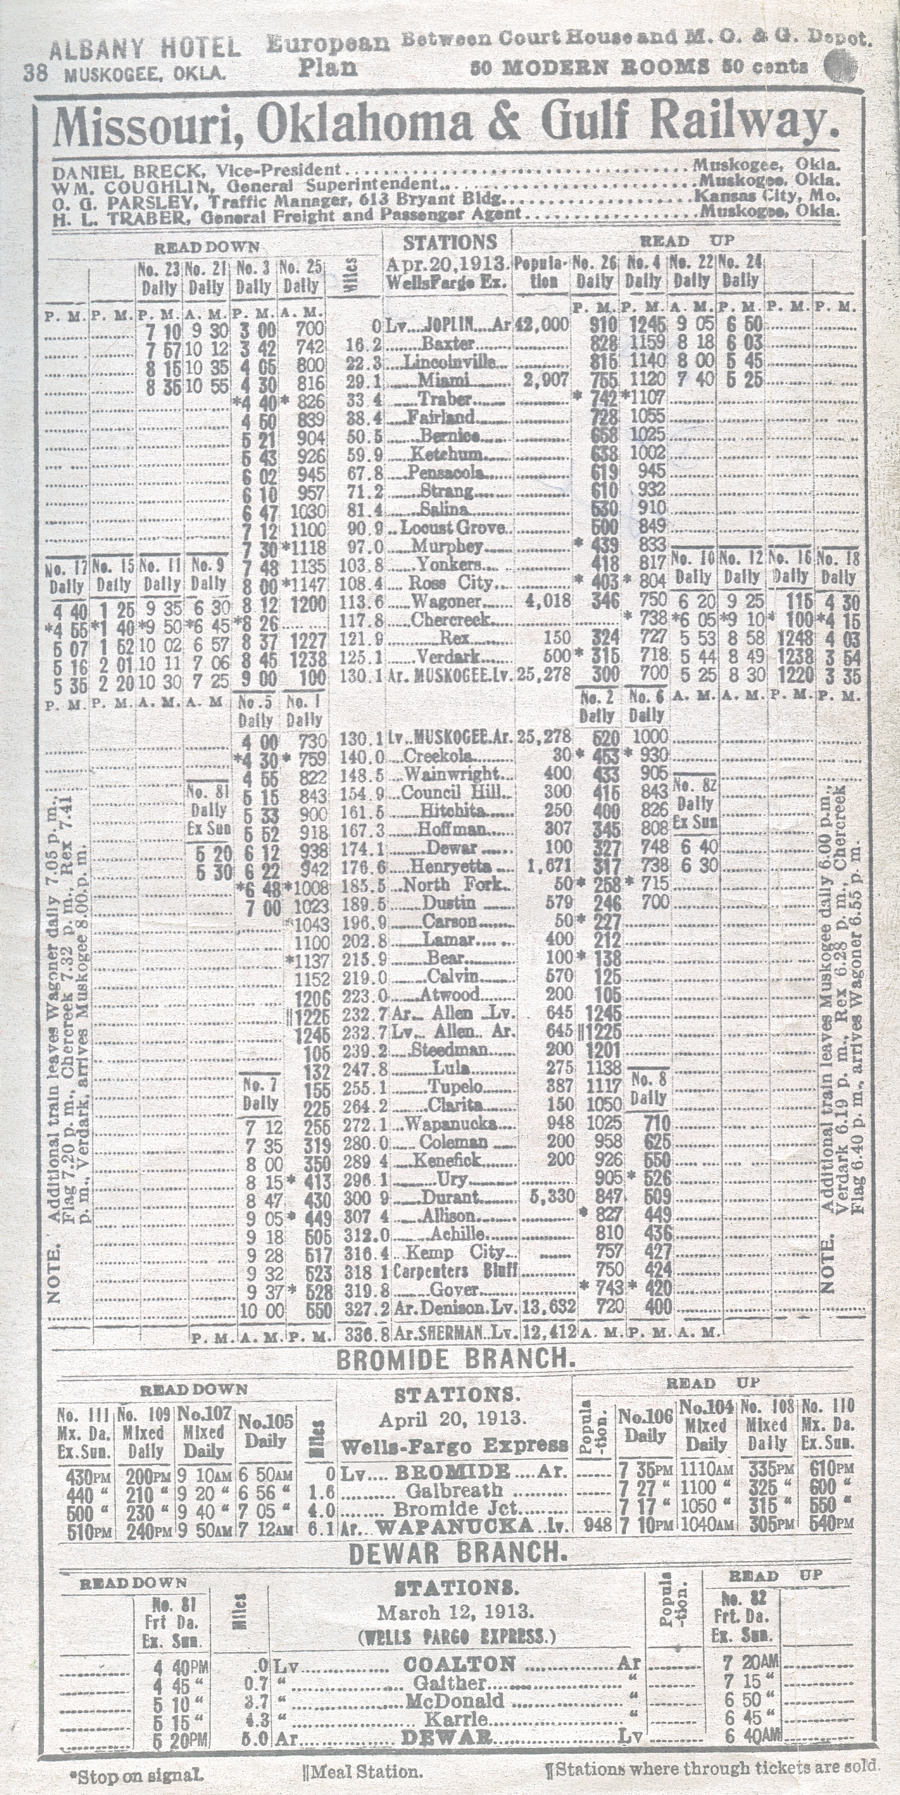 ALBANY HOTEL European Between Court House and M. O. & G. Depot.
38 MUSKOGEE, OKLA. Plan 50 MODERN ROOMS 50 cents
Missouri, Oklahoma & Gulf Railway.
DANIEL BRECK, Vice-President Muskogee, Okla.
WM. COUGHLIN, General Superintendent Muskogee, Okla.
O. G. PARSLEY, Traffic Manager, 613 Bryant Bldg. Kansas City, Mo.
H. L. TRABER, General Freight and Passenger Agent Muskogee, Okla.
READ DOWN STATIONS READ UP
No. 23 No. 21 No. 3 No. 25 Miles Apr. 20, 1913. Popula- No. 26 No. 4 No. 22 No. 24
Daily Daily Daily Daily Wells Fargo Ex. tion Daily Daily Daily Daily
P. M. P. M. P. M. A. M. P. M. A. M. P. M. P. M. A. M. P. M. P. M. P. M.
7 10 9 30 3 00 700 0 Lv....JOPLIN....Ar 42,000 910 1245 9 05 6 50
7 57 10 12 3 42 742 16.2 Baxter 828 1159 8 18 6 03
8 15 10 35 4 05 800 22.3 Lincolnville 815 1140 8 00 5 45
8 35 10 55 4 30 816 29.1 Miami 2,907 755 1120 7 40 5 25
*4 40 * 826 33 4 Traber * 742 *1107
4 50 839 38.4 Fairland 728 1055
5 21 904 50.5 Bernice 658 1025
5 43 926 59.9 Ketchum 638 1002
6 02 945 67.8 Pensacola 619 945
6 10 957 71.2 Strang 610 932
6 47 1030 81.4 Salina 530 910
7 12 1100 90.9 Locust Grove 500 849
7 30 *1118 97.0 Murphey * 439 833
No. 17 No. 15 No. 11 No. 9 7 48 1135 103.8 Yonkers 418 817 No. 10 No. 12 No. 16 No. 18
Daily Daily Daily Daily 8 00 *1147 108.4 Ross City * 403 * 804 Daily Daily Daily Daily
4 40 1 25 9 35 6 30 8 12 1200 113.6 Wagoner 4,018 346 750 6 20 9 25 115 4 30
*4 55 *1 40 *9 50 *6 45 *8 26 117.8 Chercreek * 738 *6 05 *9 10 * 100 *4 15
5 07 1 52 10 02 6 57 8 37 1227 121.9 Rex 150 324 727 5 53 8 58 1248 4 03
5 16 2 01 10 11 7 06 8 45 1238 125.1 Verdark 500 * 315 718 5 44 8 49 1238 3 54
5 35 2 20 10 30 7 25 9 00 100 130.1 Ar. MUSKOGEE.Lv. 25,278 300 700 5 25 8 30 1220 3 35
P. M. P. M. A. M. A. M No. 5 No. 1 No. 2 No. 6 A. M. A. M. P. M. P. M.
Daily Daily Daily Daily
4 00 730 130.1 Lv..MUSKOGEE.Ar. 25,278 520 1000
*4 30 * 759 140.0 Creekola 30 * 453 * 930
4 55 822 148.5 Wainwright 400 433 905
No. 81 5 15 843 154.9 Council Hill 300 415 843 No. 82
Daily 5 33 900 161.5 Hitchita 250 400 826 Daily
Ex Sun 5 52 918 167.3 Hoffman 307 345 808 Ex Sun
5 20 6 12 938 174.1 Dewar 100 327 748 6 40
5 30 6 22 942 176.6 Henryetta 1,671 317 738 6 30
*6 48 *1008 185.5 North Fork 50 * 258 * 715
7 00 1023 189.5 Dustin 579 246 700
*1043 196.9 Carson 50 * 227
1100 202.8 Lamar 400 212
*1137 215.9 Bear 100 * 138
1152 219.0 Calvin 570 125
1206 223.0 Atwood 200 105
||1225 232.7 Ar.. Allen ..Lv. 645 1245
1245 232.7 Lv.. Allen.. Ar. 645 ||1225
105 239.2 Steedman 200 1201
132 247.8 Lula 275 1138
No. 7 155 255.1 Tupelo 387 1117 No. 8
Daily 225 264.2 Clarita 150 1050 Daily
7 12 255 272.1 Wapanucka 948 1025 710
7 35 319 280.0 Coleman 200 958 625
8 00 350 289 4 Kenefick 200 926 550
8 15 * 413 296.1 Ury 905 * 526
8 47 430 300 9 Durant 5,330 847 509
9 05 * 449 307 4 Allison * 827 449
9 18 505 312.0 Achille 810 436
9 28 517 316.4 Kemp City 757 427
9 32 523 318 1 Carpenters Bluff 750 424
9 37 * 528 319.8 Gover * 743 * 420
10 00 550 327.2 Ar.Denison.Lv. 13,632 720 400
P. M. A. M. P. M. 336.8 Ar.SHERMAN..Lv. 12,412 A. M. P. M. A. M.
NOTE. Additional train leaves Wagoner daily 7.05 p. m.,
Flag 7.20 p. m., Chercreek 7.32 p. m., Rex 7.41
p. m., Verdark, arrives Muskogee 8.00 p. m.
NOTE. Additional train leaves Muskogee daily 6.00 p.m.,
Verdark 6.19 p. m., Rex 6.28 p. m., Chercreek
Flag 6.40 p. m., arrives Wagoner 6.55 p. m.
BROMIDE BRANCH.
READ DOWN STATIONS. READ UP
No. 111 No. 109 No.107 No.105 Miles April 20, 1913. Popula No.106 No.104 No. 108 No. 110
Mx. Da. Mixed Mixed Daily Wells-Fargo Express -tion. Daily Mixed Mixed Mx. Da.
Ex.Sun. Daily Daily Daily Daily Ex.Sun.
430PM 200PM 9 10AM 6 50AM 0 Lv.... BROMIDE....Ar. 7 35PM 1110AM 335PM 610PM
440 " 210 " 9 20 " 6 56 " 1.6 Galbreath 7 27 " 1100 " 325 " 600 "
500 " 230 " 9 40 " 7 05 " 4.0 Bromide Jct. 7 17 " 1050 " 315 " 550 "
510PM 240PM 9 50AM 7 12AM 6.1 Ar... WAPANUCKA ..Lv. 948 7 10PM 1040AM 305PM 540PM
DEWAR BRANCH.
READ DOWN STATIONS. READ UP
No. 81 Miles March 12, 1913. Popula No. 82
Frt Da. (WELLS FARGO EXPRESS.) -tion. Frt. Da.
Ex. Sun. Ex. Sun.
4 40PM .0 Lv COALTON Ar 7 20AM
4 45 " 0.7 " Gaither " 7 15 "
5 10 " 3.7 " McDonald " 6 50 "
5 15 " 4.3 " Karrle " 6 45 "
5 20PM 5.0 Ar DEWAR Lv 6 40AM
*Stop on signal. ||Meal Station. ¶Stations where through tickets are sold.